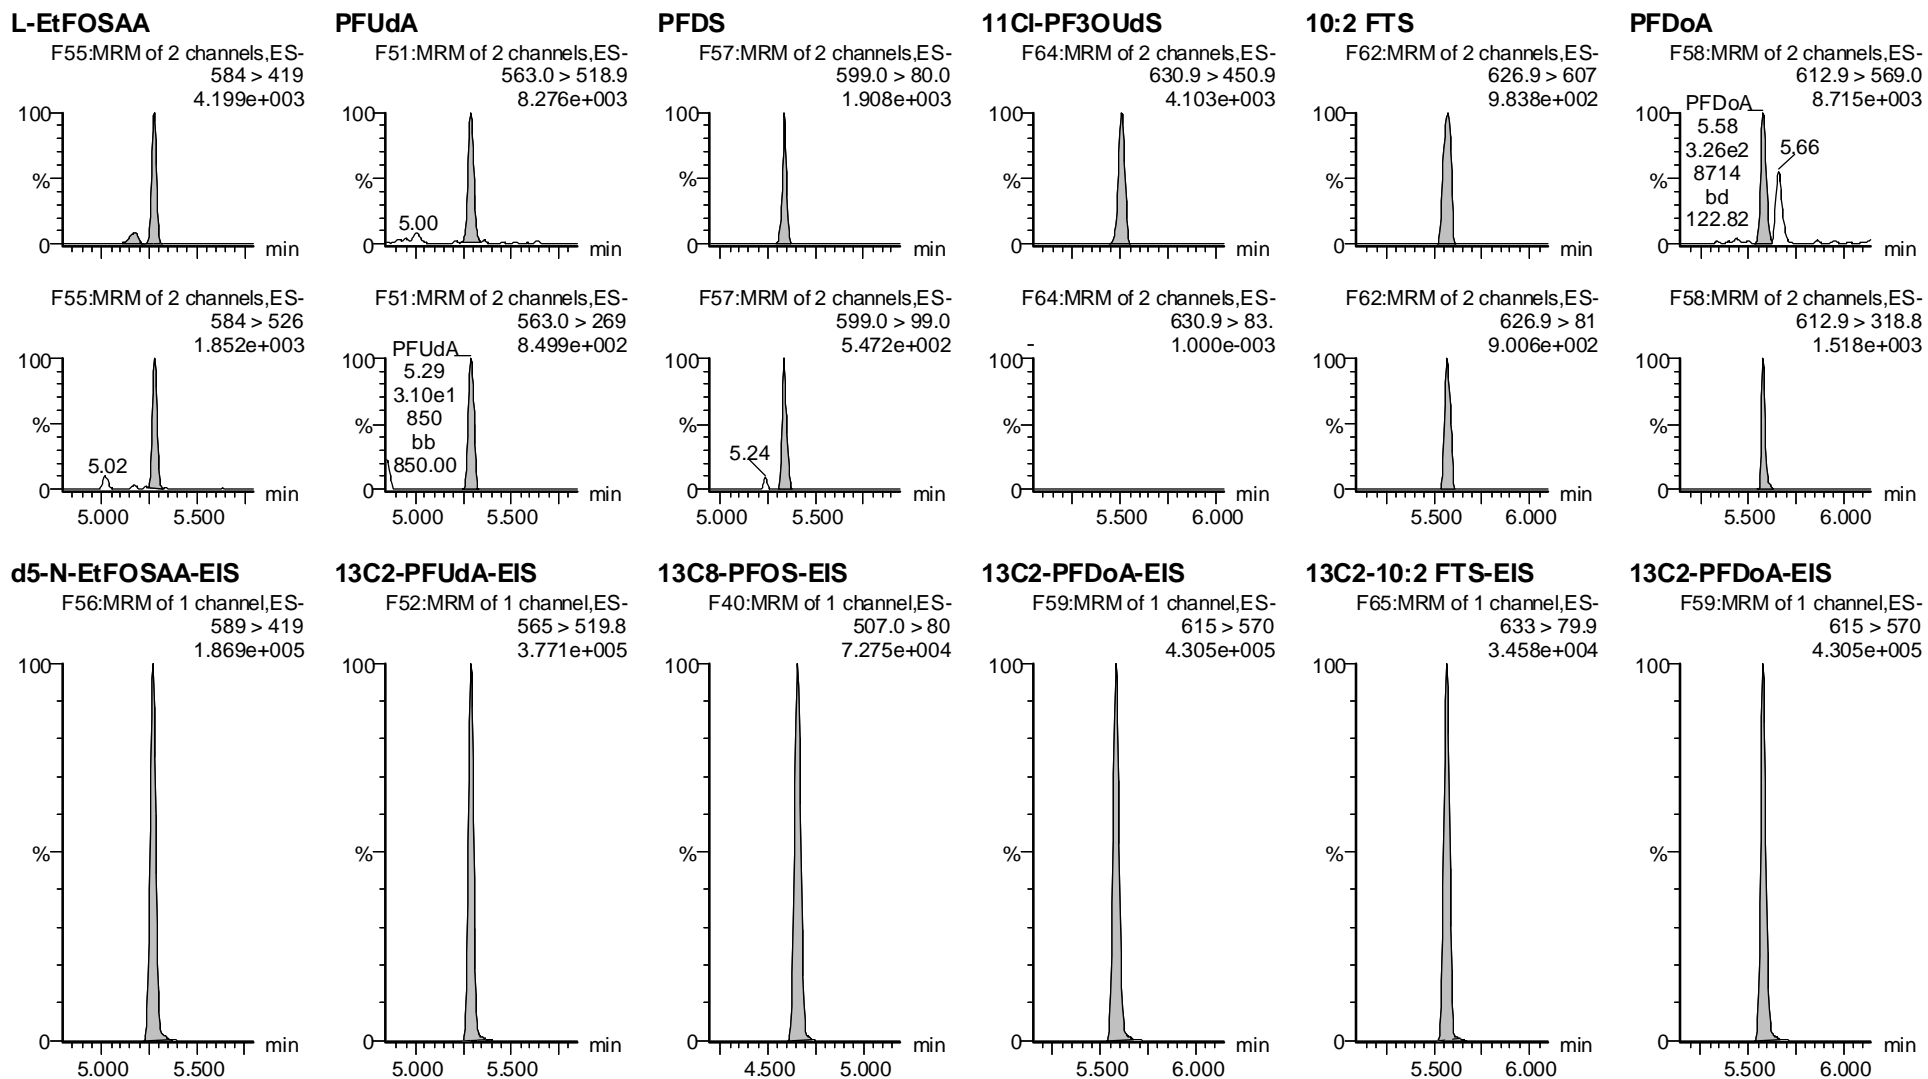 L-EtFOSAA
F55:MRM of 2 channels,ES-
584 > 419
4.199e+003
100
%
0
min
PFUdA
F51:MRM of 2 channels,ES-
563.0 > 518.9
8.276e+003
100
5.00
%
0
min
PFDS
F57:MRM of 2 channels,ES-
599.0 > 80.0
1.908e+003
100
%
0
min
11Cl-PF3OUdS
F64:MRM of 2 channels,ES-
630.9 > 450.9
4.103e+003
100
%
0
min
10:2 FTS
F62:MRM of 2 channels,ES-
626.9 > 607
9.838e+002
100
%
0
min
PFDoA
F58:MRM of 2 channels,ES-
612.9 > 569.0
8.715e+003
100
PFDoA
5.58
3.26e2
8714
bd
122.82
5.66
%
0
min
F55:MRM of 2 channels,ES-
584 > 526
1.852e+003
100
%
5.02
0
min
5.000 5.500
F51:MRM of 2 channels,ES-
563.0 > 269
8.499e+002
100
PFUdA
5.29
3.10e1
850
bb
850.00
%
0
min
5.000 5.500
F57:MRM of 2 channels,ES-
599.0 > 99.0
5.472e+002
100
%
5.24
0
min
5.000 5.500
F64:MRM of 2 channels,ES-
630.9 > 83.
1.000e-003
100
%
0
min
5.500 6.000
F62:MRM of 2 channels,ES-
626.9 > 81
9.006e+002
100
%
0
min
5.500 6.000
F58:MRM of 2 channels,ES-
612.9 > 318.8
1.518e+003
100
%
0
min
5.500 6.000
d5-N-EtFOSAA-EIS
F56:MRM of 1 channel,ES-
589 > 419
1.869e+005
100
%
0
min
5.000 5.500
13C2-PFUdA-EIS
F52:MRM of 1 channel,ES-
565 > 519.8
3.771e+005
100
%
0
min
5.000 5.500
13C8-PFOS-EIS
F40:MRM of 1 channel,ES-
507.0 > 80
7.275e+004
100
%
0
min
4.500 5.000
13C2-PFDoA-EIS
F59:MRM of 1 channel,ES-
615 > 570
4.305e+005
100
%
0
min
5.500 6.000
13C2-10:2 FTS-EIS
F65:MRM of 1 channel,ES-
633 > 79.9
3.458e+004
100
%
0
min
5.500 6.000
13C2-PFDoA-EIS
F59:MRM of 1 channel,ES-
615 > 570
4.305e+005
100
%
0
min
5.500 6.000